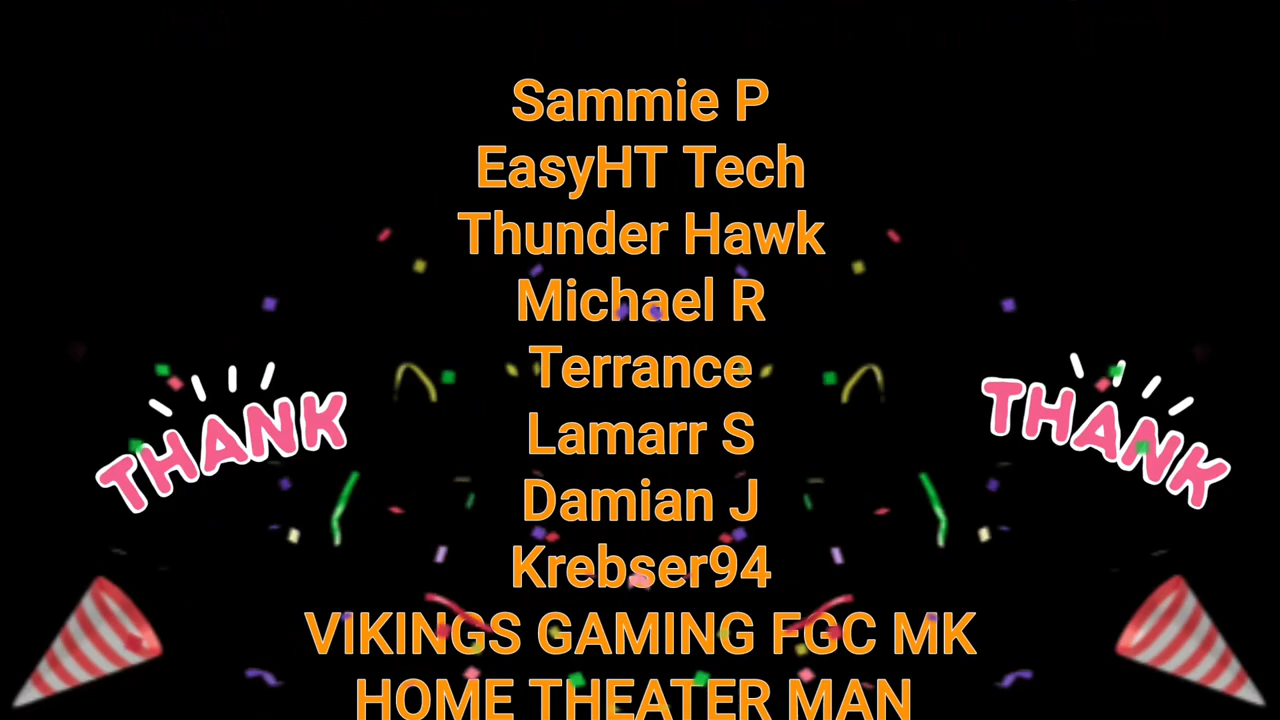 Sammie P
EasyHT Tech
Thunder Hawk
Michael R
Terrance
Lamarr S
Damian J
Krebser94
VIKINGS GAMING FGC MK
HOME THEATER MAN
THANK
THANK